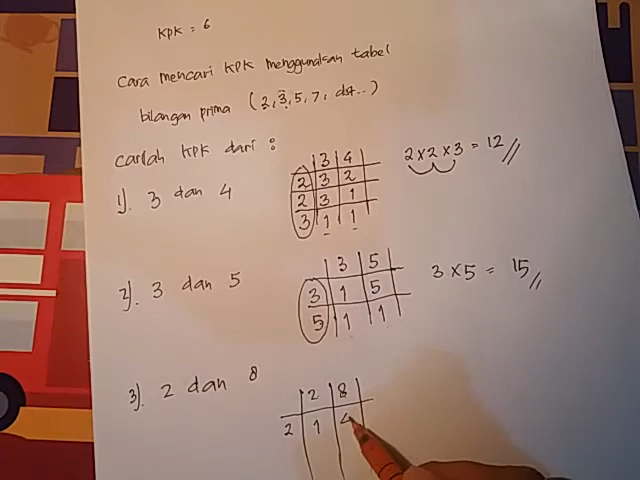 KPK = 6
Cara mencari KPK menggunakan tabel
bilangan prima (2, 3, 5, 7, dst..)
Carilah KPK dari :
1). 3 dan 4
3 4
2 3 2
2 3 1
3 1 1
2 x 2 x 3 = 12 //
2). 3 dan 5
3 5
3 1 5
5 1 1
3 x 5 = 15 //
3). 2 dan 8
2 8
2 1 4